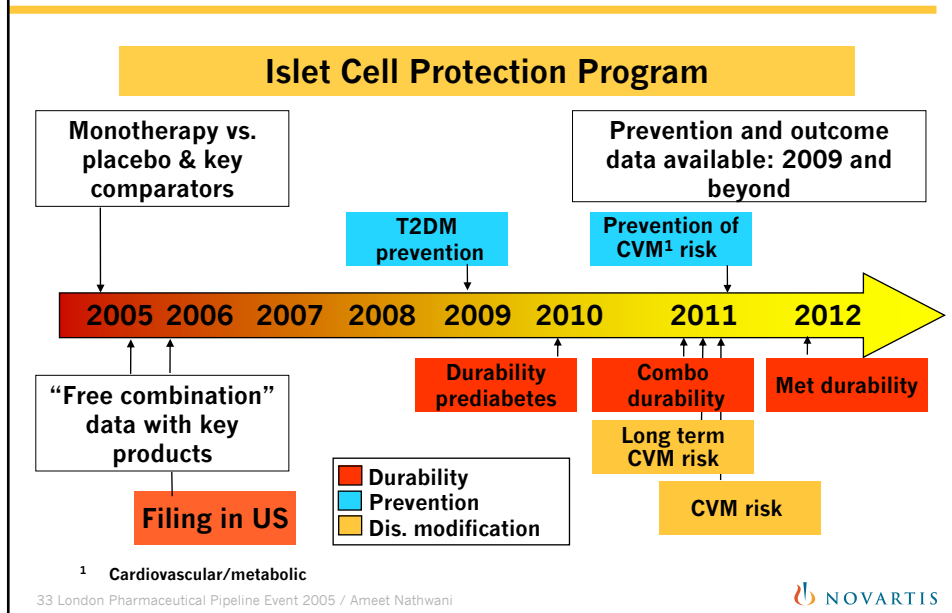 Islet Cell Protection Program
Monotherapy vs.
placebo & key
comparators
Prevention and outcome
data available: 2009 and
beyond
T2DM
prevention
Prevention of
CVM¹ risk
2005 2006 2007 2008 2009 2010 2011 2012
Durability
prediabetes
Combo
durability
Met durability
“Free combination”
data with key
products
Long term
CVM risk
CVM risk
Filing in US
Durability
Prevention
Dis. modification
¹ Cardiovascular/metabolic
33 London Pharmaceutical Pipeline Event 2005 / Ameet Nathwani
NOVARTIS